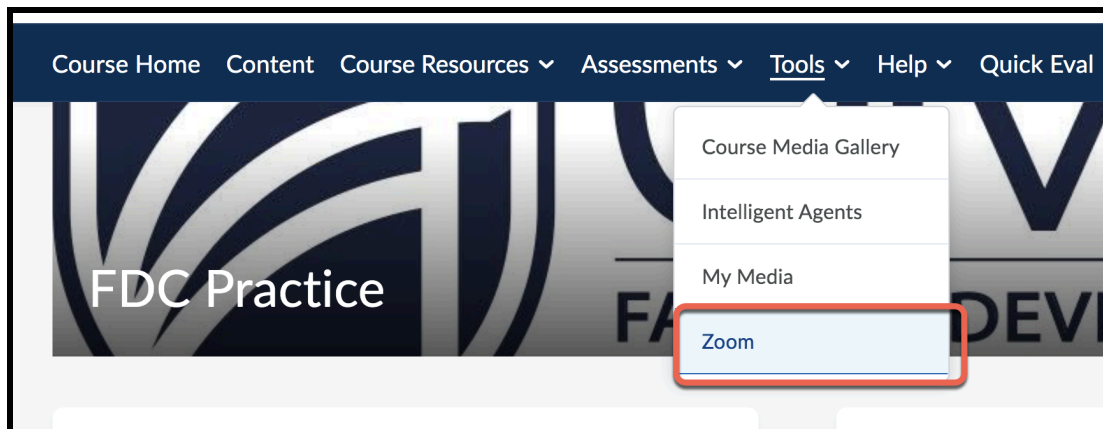 Course Home Content Course Resources Assessments Tools Help Quick Eval
Course Media Gallery
Intelligent Agents
My Media
Zoom
FDC Practice
DEV